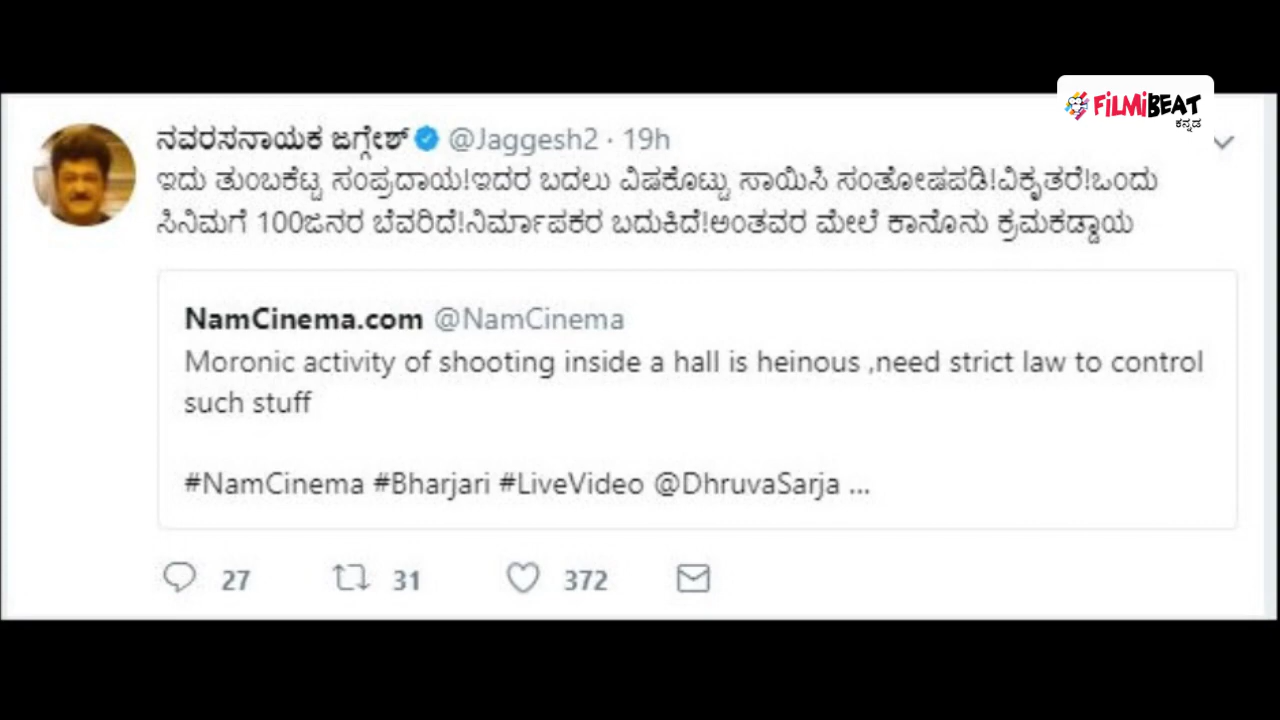 FiLMiBEAT
ಕನ್ನಡ
ನವರಸನಾಯಕ ಜಗ್ಗೇಶ್ @Jaggesh2 · 19h
ಇದು ತುಂಬಕೆಟ್ಟ ಸಂಪ್ರದಾಯ!ಇದರ ಬದಲು ವಿಷಕೊಟ್ಟು ಸಾಯಿಸಿ ಸಂತೋಷಪಡಿ!ವಿಕೃತರೆ!ಒಂದು
ಸಿನಿಮಗೆ 100ಜನರ ಬೆವರಿದೆ!ನಿರ್ಮಾಪಕರ ಬದುಕಿದೆ!ಅಂತವರ ಮೇಲೆ ಕಾನೊನು ಕ್ರಮಕಡ್ಡಾಯ
NamCinema.com @NamCinema
Moronic activity of shooting inside a hall is heinous ,need strict law to control
such stuff
#NamCinema #Bharjari #LiveVideo @DhruvaSarja ...
27 31 372